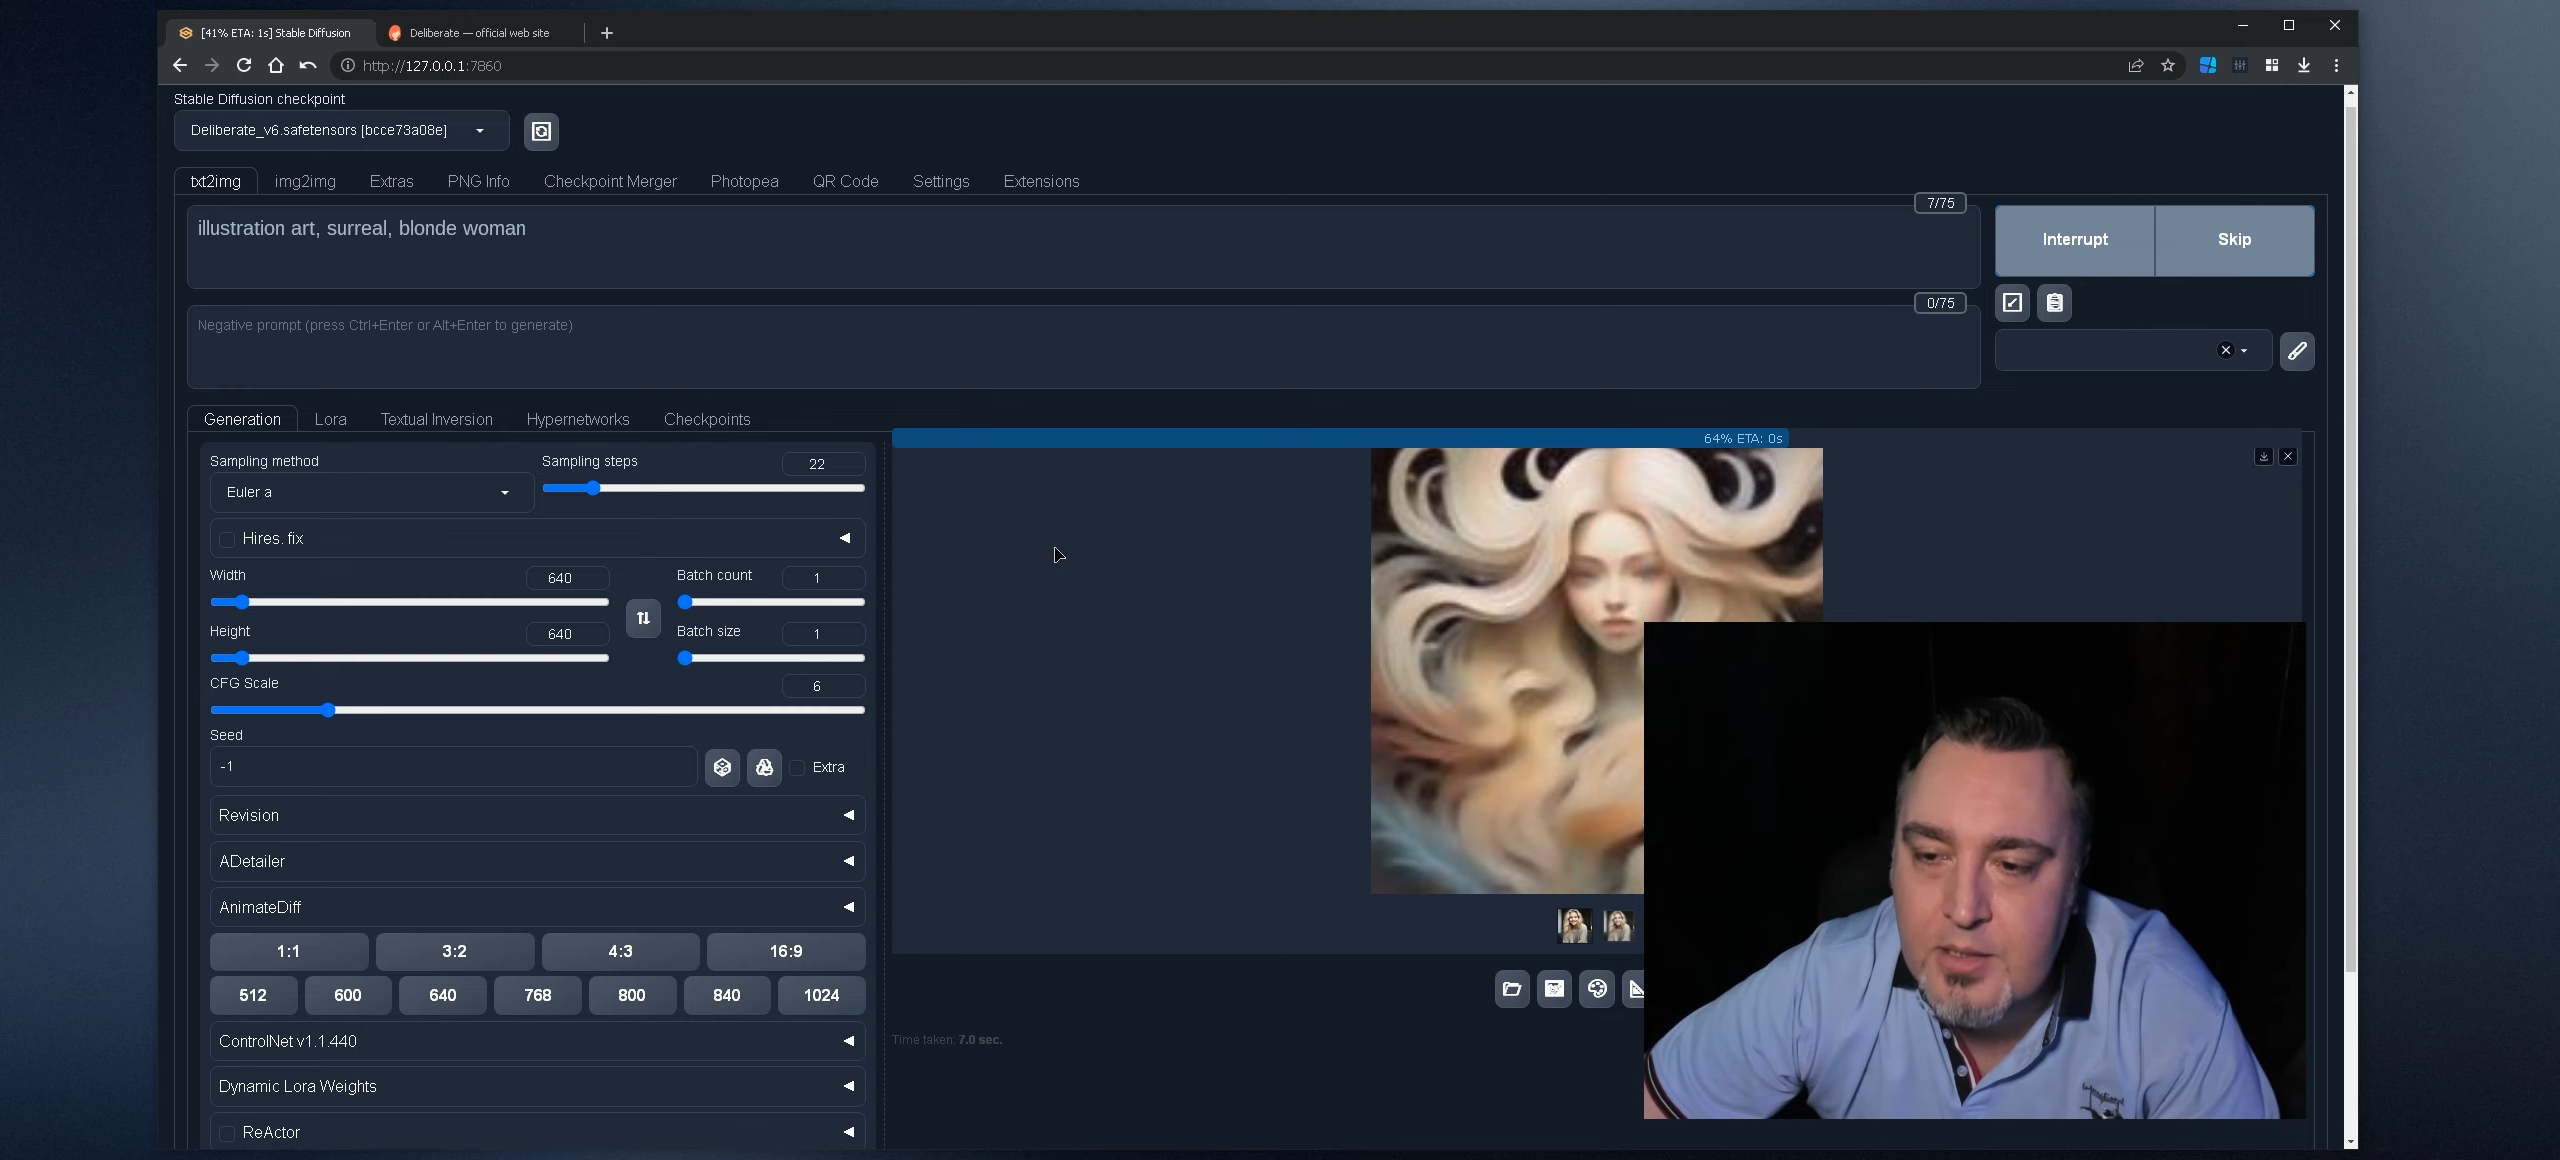 [41% ETA: 1s] Stable Diffusion
Deliberate — official web site
http://127.0.0.1:7860
Stable Diffusion checkpoint
Deliberate_v6.safetensors [bcce73a08e]
txt2img img2img Extras PNG Info Checkpoint Merger Photopea QR Code Settings Extensions
7/75
illustration art, surreal, blonde woman
Interrupt Skip
0/75
Negative prompt (press Ctrl+Enter or Alt+Enter to generate)
Generation Lora Textual Inversion Hypernetworks Checkpoints
64% ETA: 0s
Sampling method
Euler a
Sampling steps 22
Hires. fix
Width 640
Batch count 1
Height 640
Batch size 1
CFG Scale 6
Seed
-1
Extra
Revision
ADetailer
AnimateDiff
1:1 3:2 4:3 16:9
512 600 640 768 800 840 1024
ControlNet v1.1.440
Time taken: 7.0 sec.
Dynamic Lora Weights
ReActor